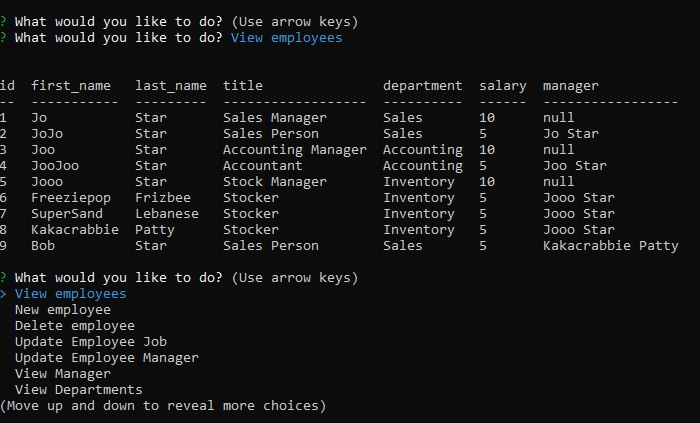 ? What would you like to do? (Use arrow keys)
? What would you like to do? View employees
id  first_name   last_name  title               department  salary  manager
--  -----------  ---------  ------------------  ----------  ------  -----------------
1   Jo           Star       Sales Manager       Sales       10      null
2   JoJo         Star       Sales Person        Sales       5       Jo Star
3   Joo          Star       Accounting Manager  Accounting  10      null
4   JooJoo       Star       Accountant          Accounting  5       Joo Star
5   Jooo         Star       Stock Manager       Inventory   10      null
6   Freeziepop   Frizbee    Stocker             Inventory   5       Jooo Star
7   SuperSand    Lebanese   Stocker             Inventory   5       Jooo Star
8   Kakacrabbie  Patty      Stocker             Inventory   5       Jooo Star
9   Bob          Star       Sales Person        Sales       5       Kakacrabbie Patty
? What would you like to do? (Use arrow keys)
> View employees
  New employee
  Delete employee
  Update Employee Job
  Update Employee Manager
  View Manager
  View Departments
(Move up and down to reveal more choices)